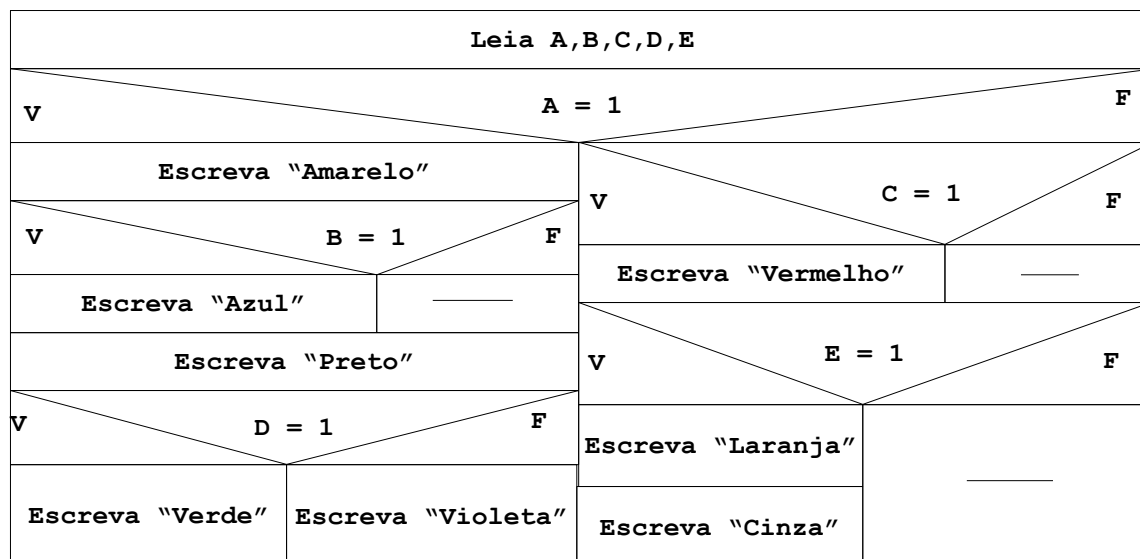 Leia A,B,C,D,E
V
A = 1
F
Escreva “Amarelo”
V
B = 1
F
Escreva “Azul”
Escreva “Preto”
V
D = 1
F
Escreva “Verde”
Escreva “Violeta”
V
C = 1
F
Escreva “Vermelho”
V
E = 1
F
Escreva “Laranja”
Escreva “Cinza”